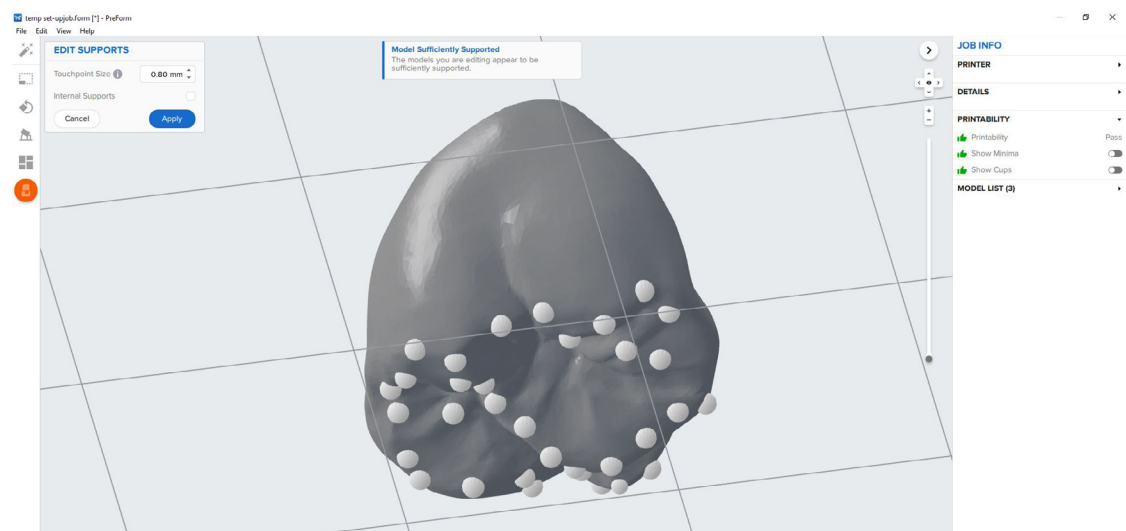 temp set-upjob.form [*] - PreForm
File Edit View Help
EDIT SUPPORTS
Touchpoint Size
0.80 mm
Internal Supports
Cancel
Apply
Model Sufficiently Supported
The models you are editing appear to be
sufficiently supported.
JOB INFO
PRINTER
DETAILS
PRINTABILITY
Printability Pass
Show Minima
Show Cups
MODEL LIST (3)